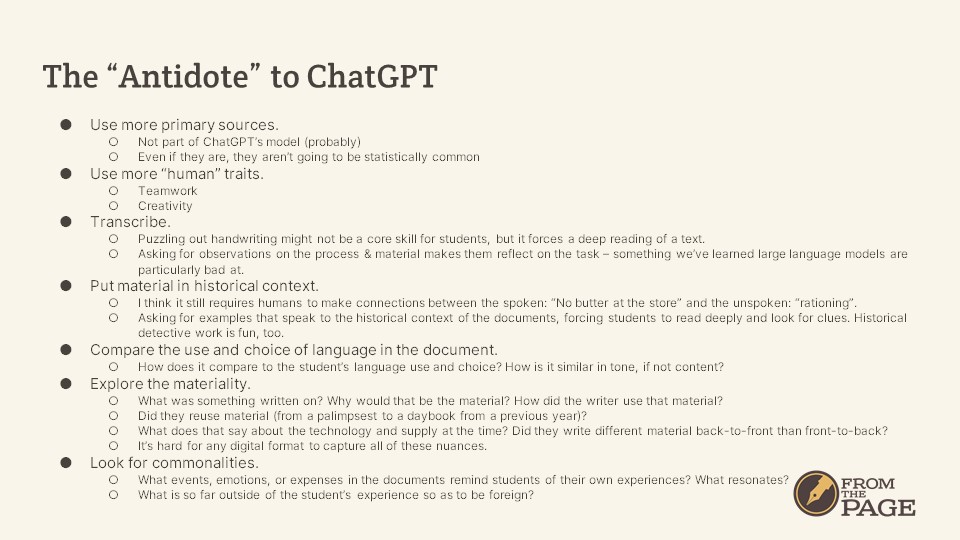 The “Antidote” to ChatGPT
● Use more primary sources.
○ Not part of ChatGPT’s model (probably)
○ Even if they are, they aren’t going to be statistically common
● Use more “human” traits.
○ Teamwork
○ Creativity
● Transcribe.
○ Puzzling out handwriting might not be a core skill for students, but it forces a deep reading of a text.
○ Asking for observations on the process & material makes them reflect on the task – something we’ve learned large language models are
particularly bad at.
● Put material in historical context.
○ I think it still requires humans to make connections between the spoken: “No butter at the store” and the unspoken: “rationing”.
○ Asking for examples that speak to the historical context of the documents, forcing students to read deeply and look for clues. Historical
detective work is fun, too.
● Compare the use and choice of language in the document.
○ How does it compare to the student’s language use and choice? How is it similar in tone, if not content?
● Explore the materiality.
○ What was something written on? Why would that be the material? How did the writer use that material?
○ Did they reuse material (from a palimpsest to a daybook from a previous year)?
○ What does that say about the technology and supply at the time? Did they write different material back-to-front than front-to-back?
○ It’s hard for any digital format to capture all of these nuances.
● Look for commonalities.
○ What events, emotions, or expenses in the documents remind students of their own experiences? What resonates?
○ What is so far outside of the student’s experience so as to be foreign?
FROM
THE
PAGE